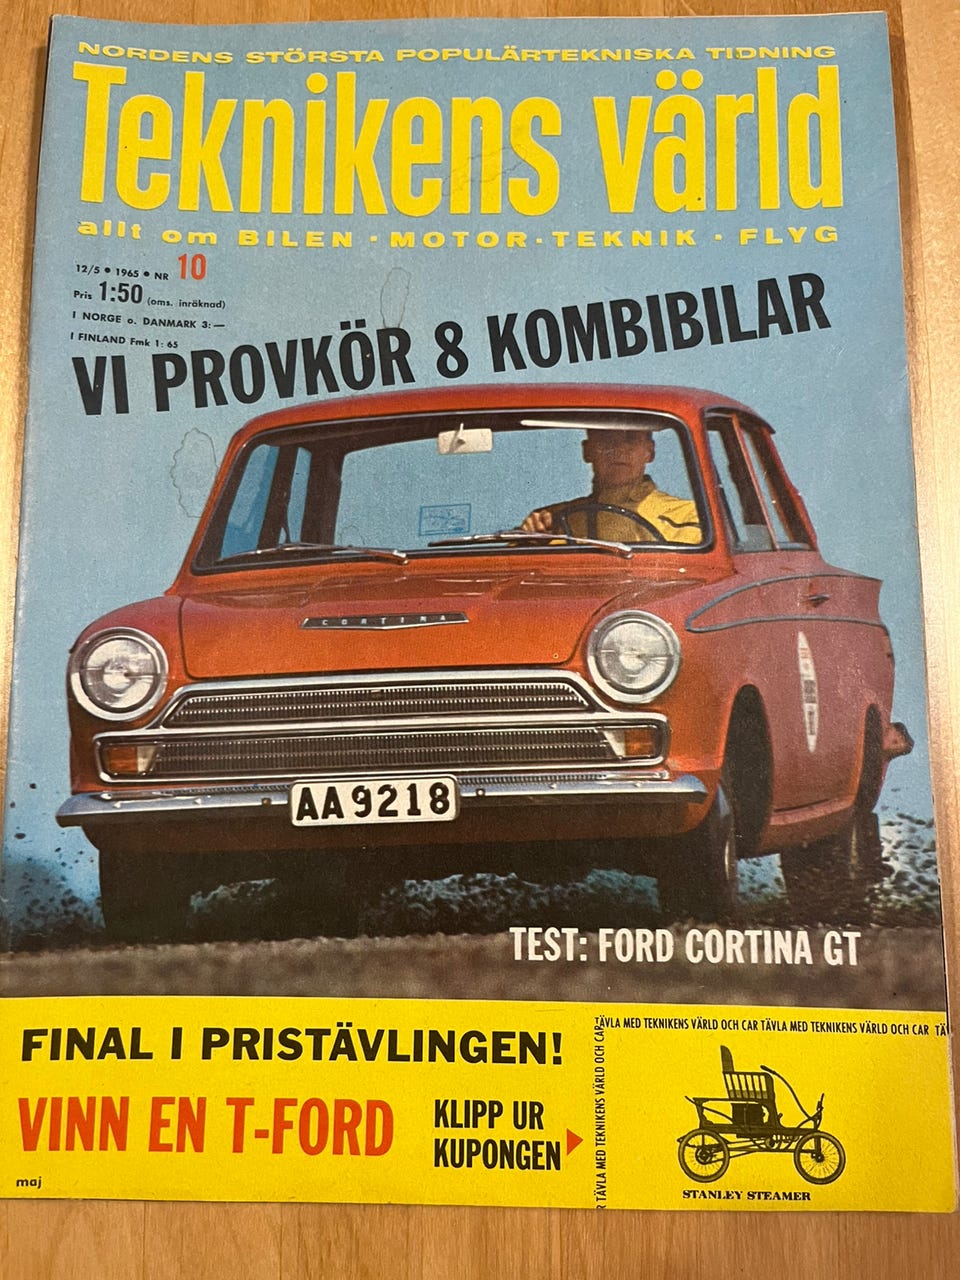 NORDENS STÖRSTA POPULÄRTEKNISKA TIDNING
Teknikens värld
allt om BILEN · MOTOR · TEKNIK · FLYG
12/5 • 1965 • NR 10
Pris 1:50 (oms. inräknad)
I NORGE o. DANMARK 3:—
I FINLAND Fmk 1:65
VI PROVKÖR 8 KOMBIBILAR
CORTINA
AA 9218
TEST: FORD CORTINA GT
FINAL I PRISTÄVLINGEN!
VINN EN T-FORD
KLIPP UR
KUPONGEN
maj
TÄVLA MED TEKNIKENS VÄRLD OCH CAR TÄVLA MED TEKNIKENS VÄRLD OCH CAR TÄV
R TÄVLA MED TEKNIKENS VÄRLD OCH CAR
STANLEY STEAMER